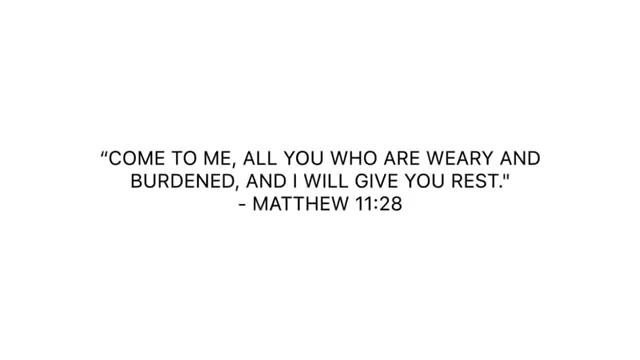 “COME TO ME, ALL YOU WHO ARE WEARY AND
BURDENED, AND I WILL GIVE YOU REST."
- MATTHEW 11:28